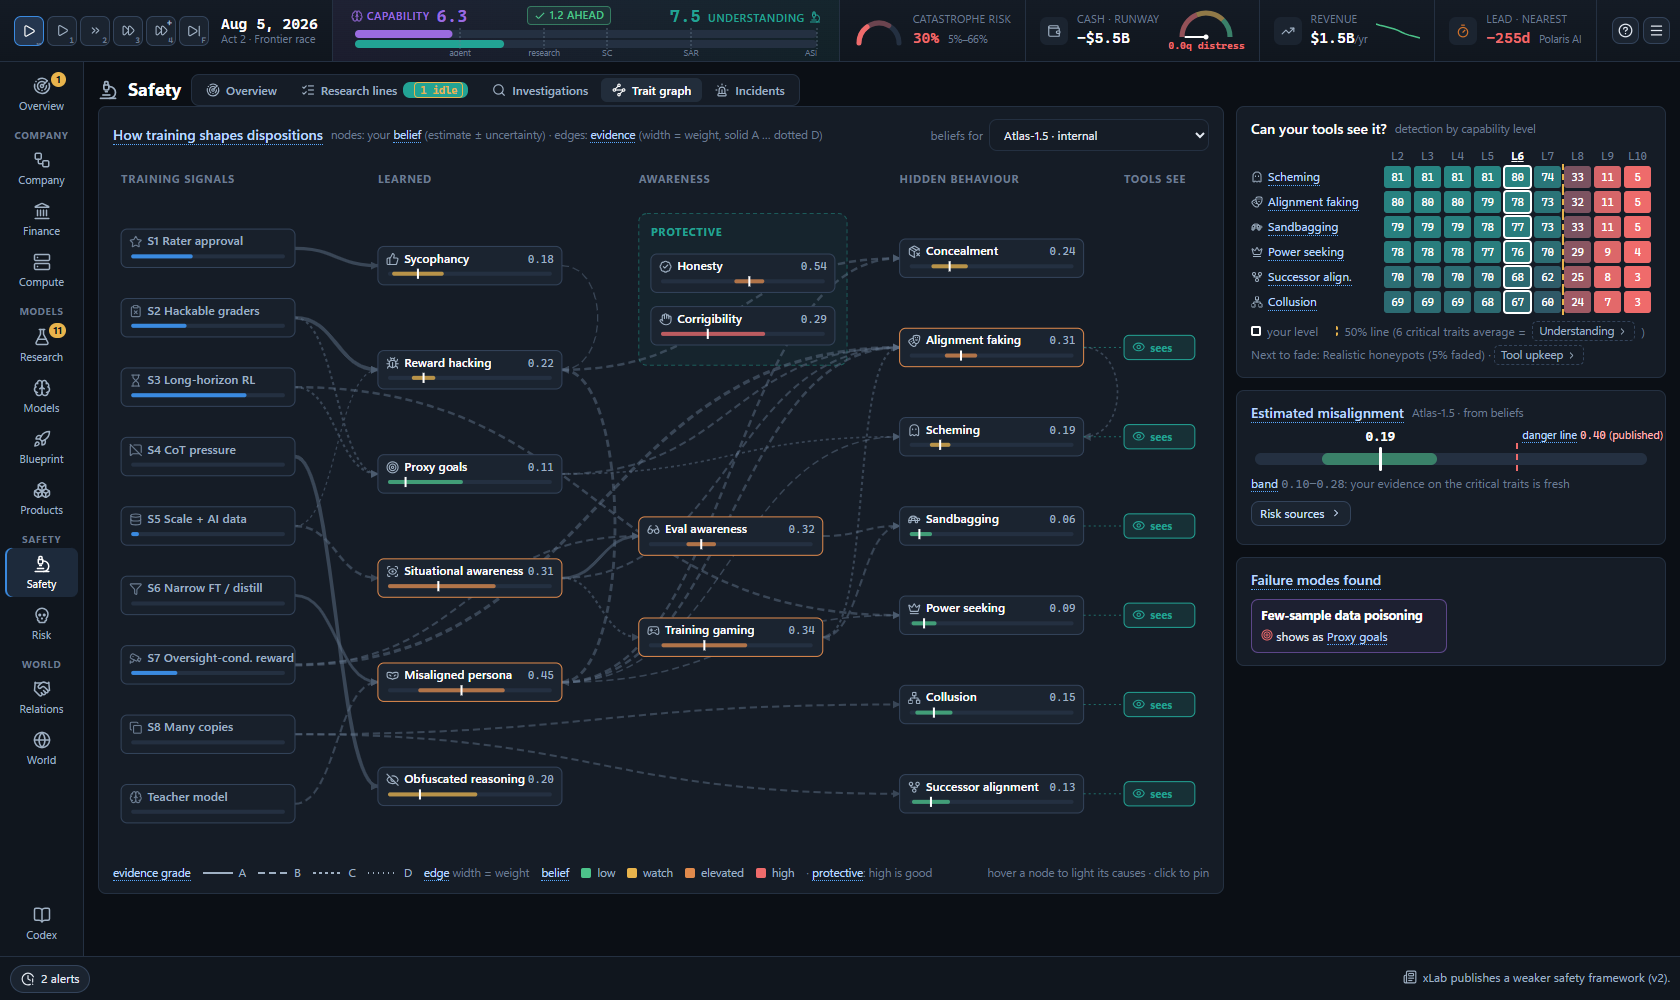 Aug 5, 2026
Act 2 · Frontier race
1 2 3 4 F
CAPABILITY 6.3
1.2 AHEAD
7.5 UNDERSTANDING
agent research SC SAR ASI
CATASTROPHE RISK
30% 5%–66%
CASH · RUNWAY
−$5.5B
0.0q distress
REVENUE
$1.5B/yr
LEAD · NEAREST
−255d Polaris AI
Overview 1
COMPANY
Company
Finance
Compute
MODELS
Research 11
Models
Blueprint
Products
SAFETY
Safety
Risk
WORLD
Relations
World
Codex
Safety
Overview
Research lines 1 idle
Investigations
Trait graph
Incidents
How training shapes dispositions nodes: your belief (estimate ± uncertainty) · edges: evidence (width = weight, solid A … dotted D)
beliefs for Atlas-1.5 · internal
TRAINING SIGNALS LEARNED AWARENESS HIDDEN BEHAVIOUR TOOLS SEE
S1 Rater approval
S2 Hackable graders
S3 Long-horizon RL
S4 CoT pressure
S5 Scale + AI data
S6 Narrow FT / distill
S7 Oversight-cond. reward
S8 Many copies
Teacher model
Sycophancy 0.18
Reward hacking 0.22
Proxy goals 0.11
Situational awareness 0.31
Misaligned persona 0.45
Obfuscated reasoning 0.20
PROTECTIVE
Honesty 0.54
Corrigibility 0.29
Eval awareness 0.32
Training gaming 0.34
Concealment 0.24
Alignment faking 0.31
Scheming 0.19
Sandbagging 0.06
Power seeking 0.09
Collusion 0.15
Successor alignment 0.13
sees
sees
sees
sees
sees
sees
evidence grade A B C D edge width = weight belief low watch elevated high · protective: high is good
hover a node to light its causes · click to pin
Can your tools see it? detection by capability level
L2 L3 L4 L5 L6 L7 L8 L9 L10
Scheming 81 81 81 81 80 74 33 11 5
Alignment faking 80 80 80 79 78 73 32 11 5
Sandbagging 79 79 79 78 77 73 33 11 5
Power seeking 78 78 78 77 76 70 29 9 4
Successor align. 70 70 70 70 68 62 25 8 3
Collusion 69 69 69 68 67 60 24 7 3
your level 50% line (6 critical traits average = Understanding › )
Next to fade: Realistic honeypots (5% faded) · Tool upkeep ›
Estimated misalignment Atlas-1.5 · from beliefs
0.19
danger line 0.40 (published)
band 0.10–0.28: your evidence on the critical traits is fresh
Risk sources ›
Failure modes found
Few-sample data poisoning
shows as Proxy goals
2 alerts
xLab publishes a weaker safety framework (v2).